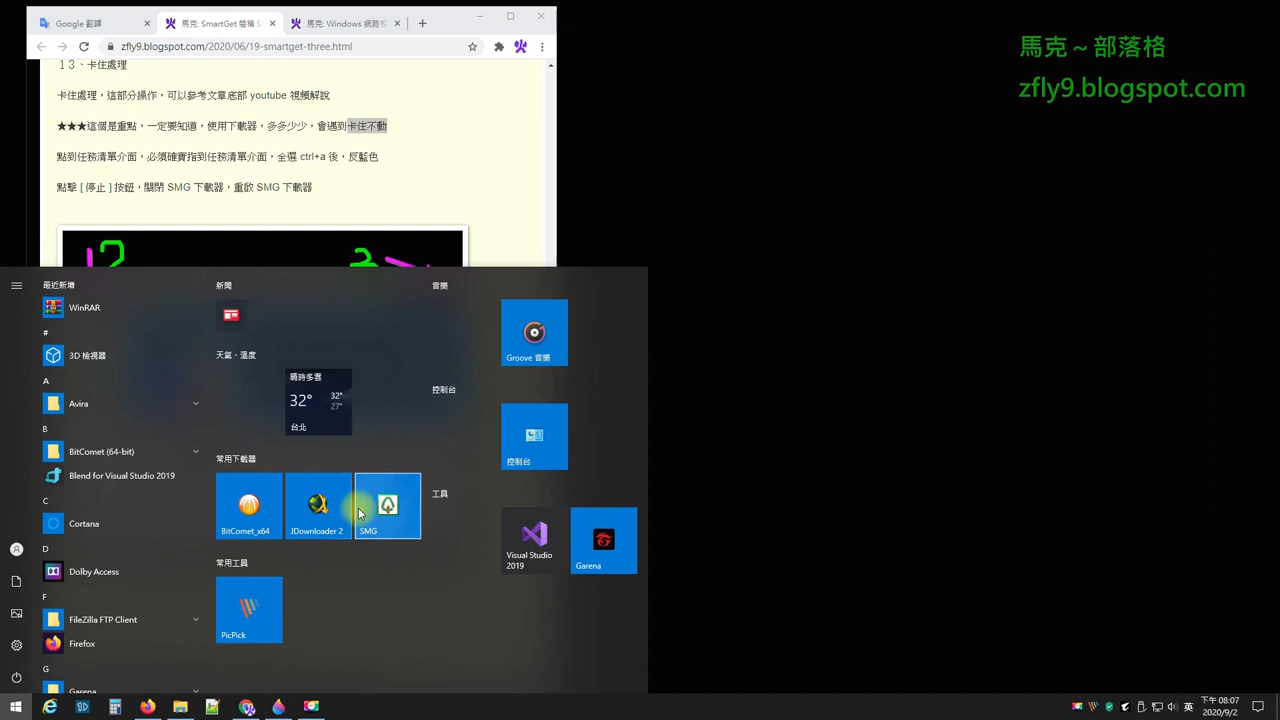 Google 翻譯
馬克: SmartGet 簡稱 S
馬克: Windows 網路相
zfly9.blogspot.com/2020/06/19-smartget-three.html
馬克～部落格
zfly9.blogspot.com
１３、卡住處理
卡住處理，這部分操作，可以參考文章底部 youtube 視頻解說
★★★這個是重點，一定要知道，使用下載器，多多少少，會遇到卡住不動
點到任務清單介面，必須確實指到任務清單介面，全選 ctrl+a 後，反藍色
點擊 [ 停止 ] 按鈕，關閉 SMG 下載器，重啟 SMG 下載器
12
最近新增
WinRAR
#
3D 檢視器
A
Avira
B
BitComet (64-bit)
Blend for Visual Studio 2019
C
Cortana
D
Dolby Access
F
FileZilla FTP Client
Firefox
G
Garena
新聞
天氣、溫度
晴時多雲
32°
32°
27°
台北
常用下載器
BitComet_x64
JDownloader 2
SMG
常用工具
PicPick
音樂
Groove 音樂
控制台
控制台
工具
Visual Studio
2019
Garena
英
下午 08:07
2020/9/2